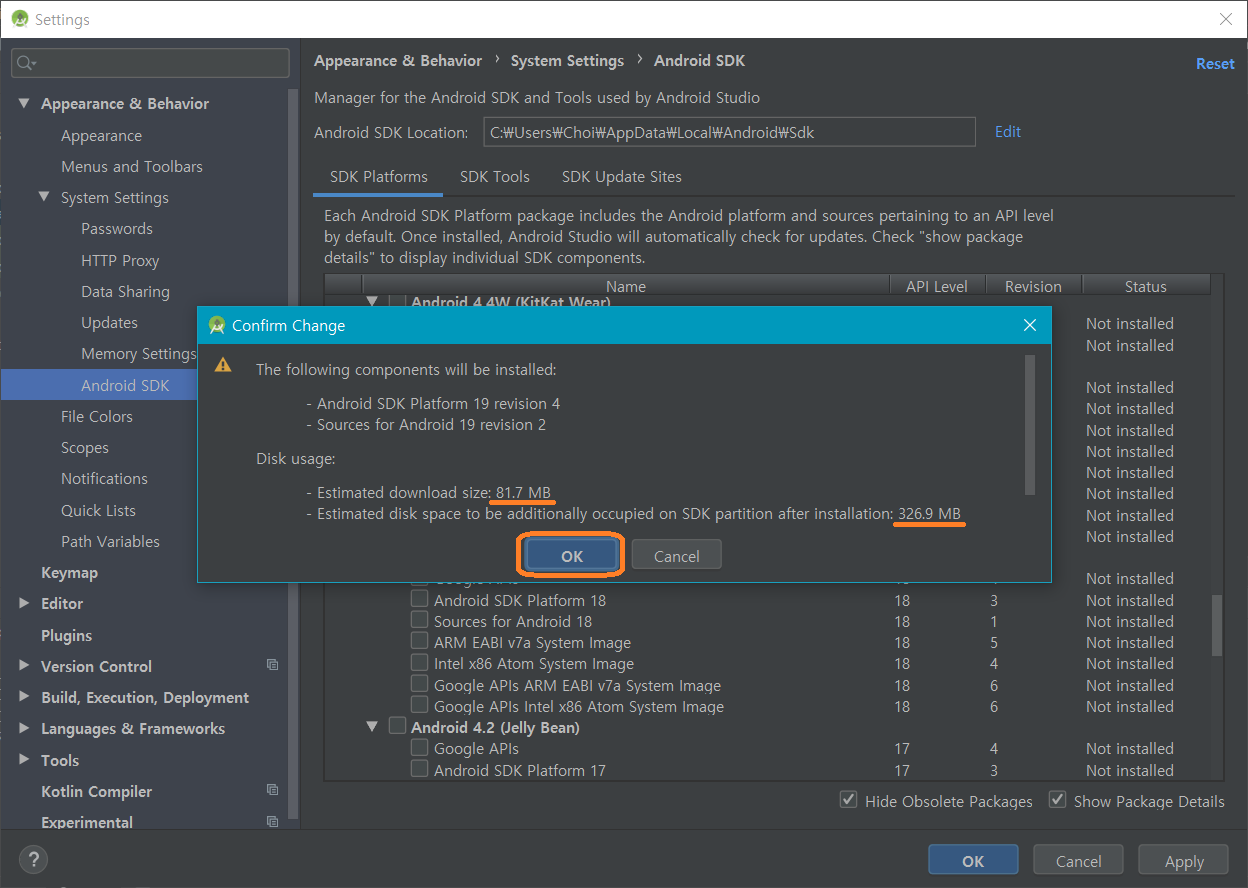 Settings
Appearance & Behavior › System Settings › Android SDK
Reset
Appearance & Behavior
Appearance
Menus and Toolbars
System Settings
Passwords
HTTP Proxy
Data Sharing
Updates
Memory Settings
Android SDK
File Colors
Scopes
Notifications
Quick Lists
Path Variables
Keymap
Editor
Plugins
Version Control
Build, Execution, Deployment
Languages & Frameworks
Tools
Kotlin Compiler
Experimental
Manager for the Android SDK and Tools used by Android Studio
Android SDK Location: C:₩Users₩Choi₩AppData₩Local₩Android₩Sdk Edit
SDK Platforms SDK Tools SDK Update Sites
Each Android SDK Platform package includes the Android platform and sources pertaining to an API level
by default. Once installed, Android Studio will automatically check for updates. Check "show package
details" to display individual SDK components.
Name API Level Revision Status
Android 4.4W (KitKat Wear)
Not installed
Not installed
Not installed
Not installed
Not installed
Not installed
Not installed
Not installed
Not installed
Not installed
Confirm Change
The following components will be installed:
- Android SDK Platform 19 revision 4
- Sources for Android 19 revision 2
Disk usage:
- Estimated download size: 81.7 MB
- Estimated disk space to be additionally occupied on SDK partition after installation: 326.9 MB
OK Cancel
Google APIs 18 4 Not installed
Android SDK Platform 18 18 3 Not installed
Sources for Android 18 18 1 Not installed
ARM EABI v7a System Image 18 5 Not installed
Intel x86 Atom System Image 18 4 Not installed
Google APIs ARM EABI v7a System Image 18 6 Not installed
Google APIs Intel x86 Atom System Image 18 6 Not installed
Android 4.2 (Jelly Bean)
Google APIs 17 4 Not installed
Android SDK Platform 17 17 3 Not installed
Hide Obsolete Packages Show Package Details
?
OK Cancel Apply